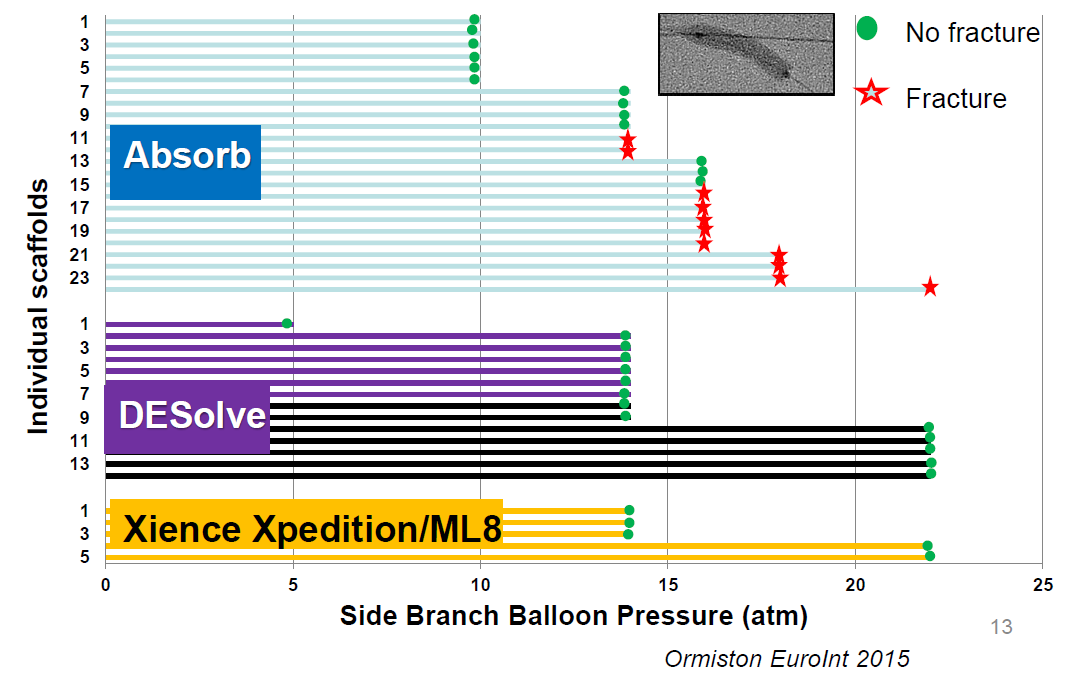 No fracture
Fracture
Individual scaffolds
1
3
5
7
9
11
13
15
17
19
21
23
Absorb
1
3
5
7
9
11
13
DESolve
1
3
5
Xience Xpedition/ML8
0 5 10 15 20 25
Side Branch Balloon Pressure (atm)
13
Ormiston EuroInt 2015